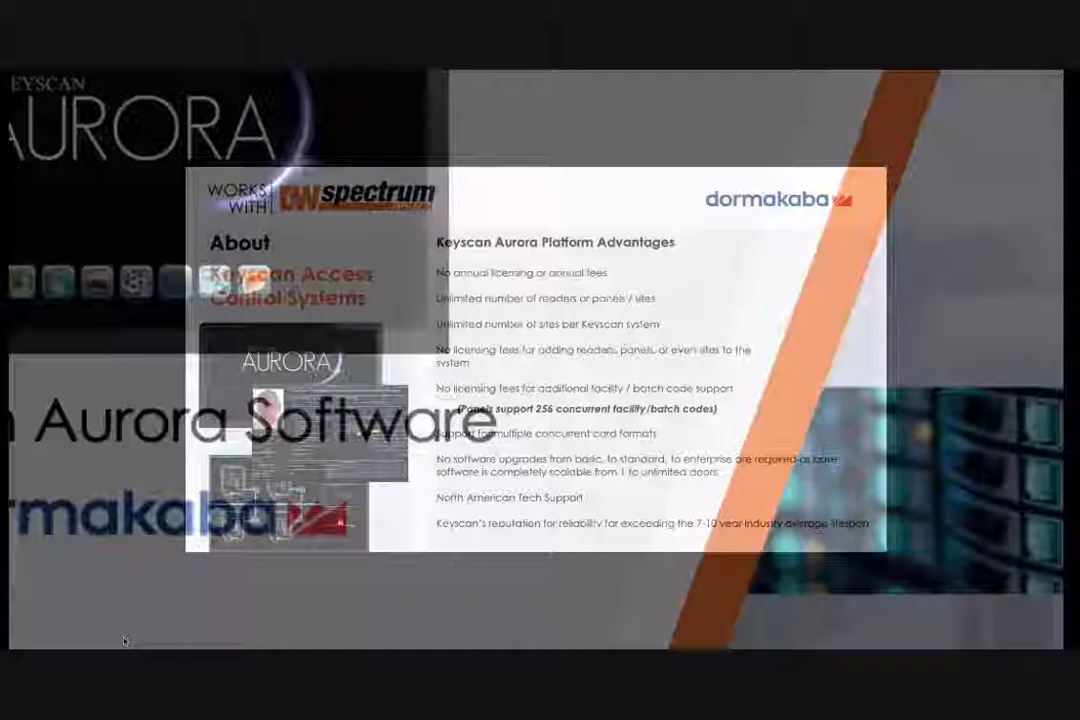 EYSCAN
AURORA
WORKS WITH
DW spectrum
dormakaba
About
Keyscan Access
Control Systems
AURORA
Keyscan Aurora Platform Advantages
No annual licensing or annual fees
Unlimited number of readers or panels / sites
Unlimited number of sites per Keyscan system
No licensing fees for adding readers, panels, or even sites to the
system
No licensing fees for additional facility / batch code support
(Panels support 256 concurrent facility/batch codes)
Support for multiple concurrent card formats
No software upgrades from basic, to standard, to enterprise are required as base
software is completely scalable from 1 to unlimited doors
North American Tech Support
Keyscan's reputation for reliability far exceeding the 7-10 year industry average lifespan
n Aurora Software
rmakaba